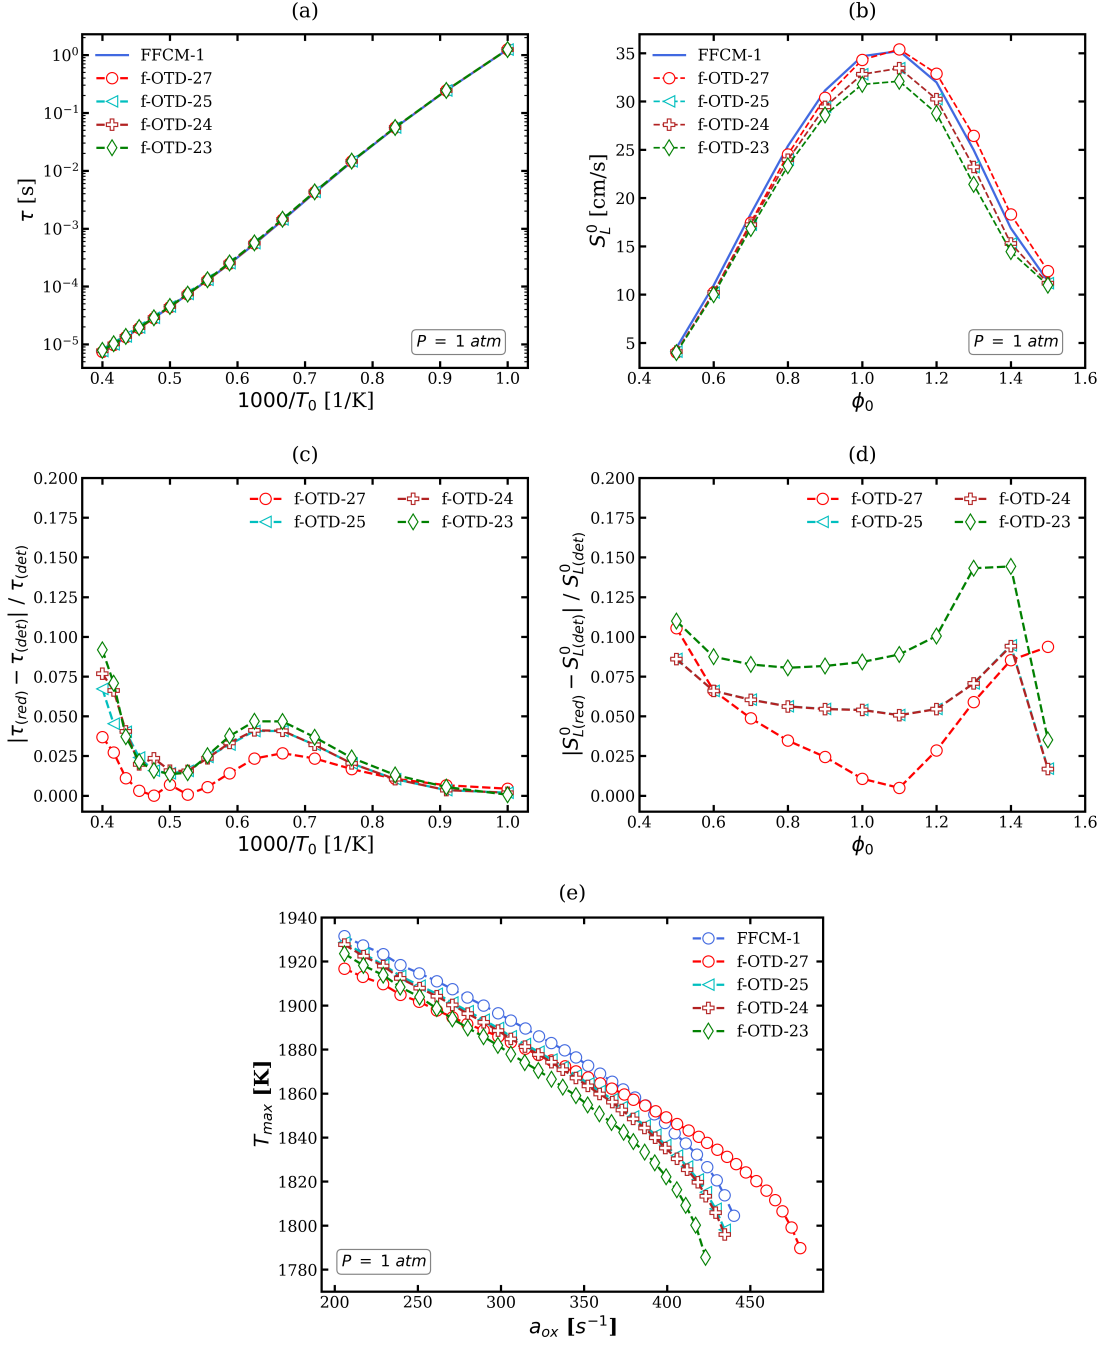 (a)
FFCM-1
f-OTD-27
f-OTD-25
f-OTD-24
f-OTD-23
10⁰
10⁻¹
10⁻²
10⁻³
10⁻⁴
10⁻⁵
τ [s]
P = 1 atm
0.4 0.5 0.6 0.7 0.8 0.9 1.0
1000/T₀ [1/K]
(b)
FFCM-1
f-OTD-27
f-OTD-25
f-OTD-24
f-OTD-23
35
30
25
20
15
10
5
S_L^0 [cm/s]
P = 1 atm
0.4 0.6 0.8 1.0 1.2 1.4 1.6
ϕ₀
(c)
f-OTD-27 f-OTD-24
f-OTD-25 f-OTD-23
0.200
0.175
0.150
0.125
0.100
0.075
0.050
0.025
0.000
|τ_(red) − τ_(det)| / τ_(det)
0.4 0.5 0.6 0.7 0.8 0.9 1.0
1000/T₀ [1/K]
(d)
f-OTD-27 f-OTD-24
f-OTD-25 f-OTD-23
0.200
0.175
0.150
0.125
0.100
0.075
0.050
0.025
0.000
|S_L(red)^0 − S_L(det)^0| / S_L(det)^0
0.4 0.6 0.8 1.0 1.2 1.4 1.6
ϕ₀
(e)
FFCM-1
f-OTD-27
f-OTD-25
f-OTD-24
f-OTD-23
1940
1920
1900
1880
1860
1840
1820
1800
1780
T_max [K]
P = 1 atm
200 250 300 350 400 450
a_ox [s⁻¹]